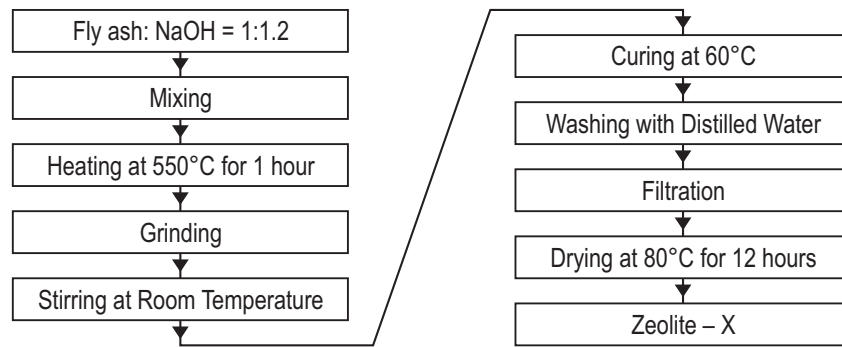 Fly ash: NaOH = 1:1.2
Mixing
Heating at 550°C for 1 hour
Grinding
Stirring at Room Temperature
Curing at 60°C
Washing with Distilled Water
Filtration
Drying at 80°C for 12 hours
Zeolite – X